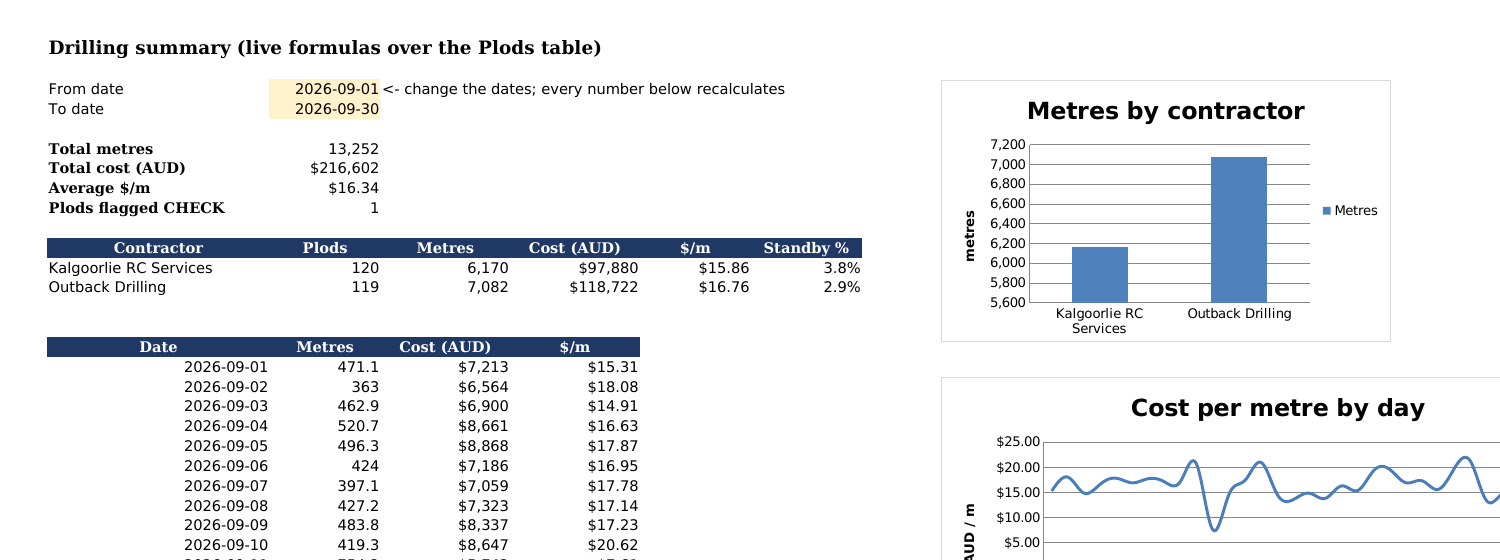 Drilling summary (live formulas over the Plods table)
From date 2026-09-01 <- change the dates; every number below recalculates
To date 2026-09-30
Total metres 13,252
Total cost (AUD) $216,602
Average $/m $16.34
Plods flagged CHECK 1
Contractor Plods Metres Cost (AUD) $/m Standby %
Kalgoorlie RC Services 120 6,170 $97,880 $15.86 3.8%
Outback Drilling 119 7,082 $118,722 $16.76 2.9%
Date Metres Cost (AUD) $/m
2026-09-01 471.1 $7,213 $15.31
2026-09-02 363 $6,564 $18.08
2026-09-03 462.9 $6,900 $14.91
2026-09-04 520.7 $8,661 $16.63
2026-09-05 496.3 $8,868 $17.87
2026-09-06 424 $7,186 $16.95
2026-09-07 397.1 $7,059 $17.78
2026-09-08 427.2 $7,323 $17.14
2026-09-09 483.8 $8,337 $17.23
2026-09-10 419.3 $8,647 $20.62
Metres by contractor
7,200
7,000
6,800
6,600
6,400
6,200
6,000
5,800
5,600
metres
Kalgoorlie RC
Services
Outback Drilling
Metres
Cost per metre by day
$25.00
$20.00
$15.00
$10.00
$5.00
AUD / m